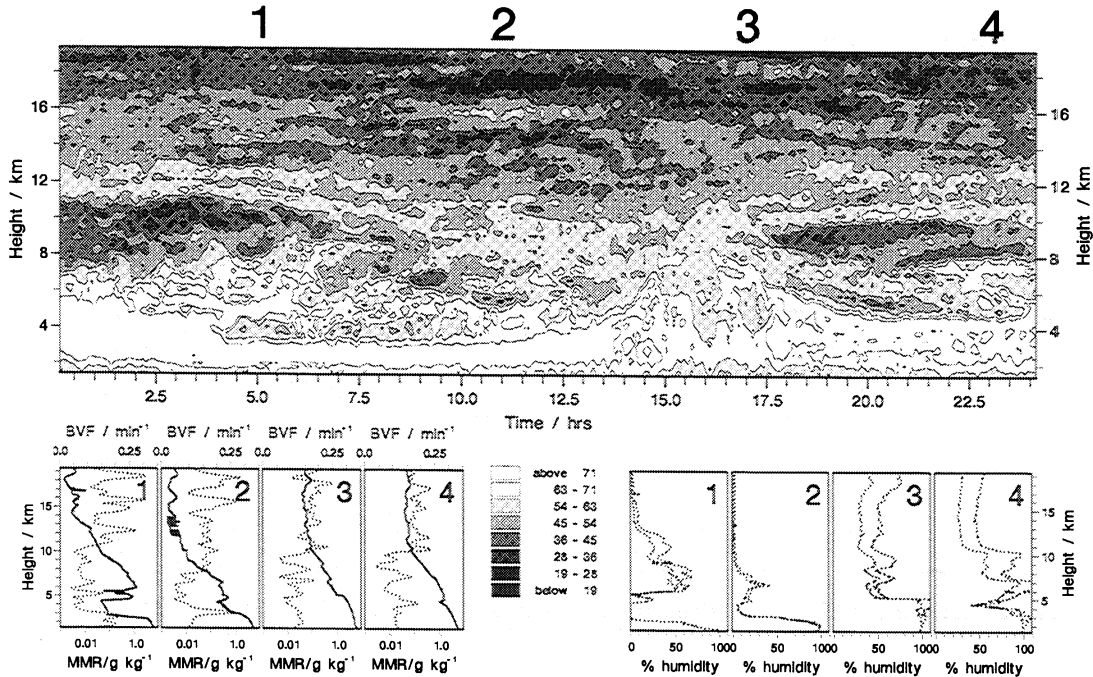 1 2 3 4
Height / km
16
12
8
4
16
12
8
4
Height / km
2.5 5.0 7.5 10.0 12.5 15.0 17.5 20.0 22.5
Time / hrs
BVF / min⁻¹ BVF / min⁻¹ BVF / min⁻¹ BVF / min⁻¹
0.0 0.25 0.0 0.25 0.0 0.25 0.0 0.25
1 2 3 4
Height / km
15
10
5
0.01 1.0 0.01 1.0 0.01 1.0 0.01 1.0
MMR/g kg⁻¹ MMR/g kg⁻¹ MMR/g kg⁻¹ MMR/g kg⁻¹
above 71
63 - 71
54 - 63
45 - 54
36 - 45
28 - 36
19 - 28
below 19
1 2 3 4
15
10
5
Height / km
0 50 1000 50 1000 50 1000 50 100
% humidity % humidity % humidity % humidity